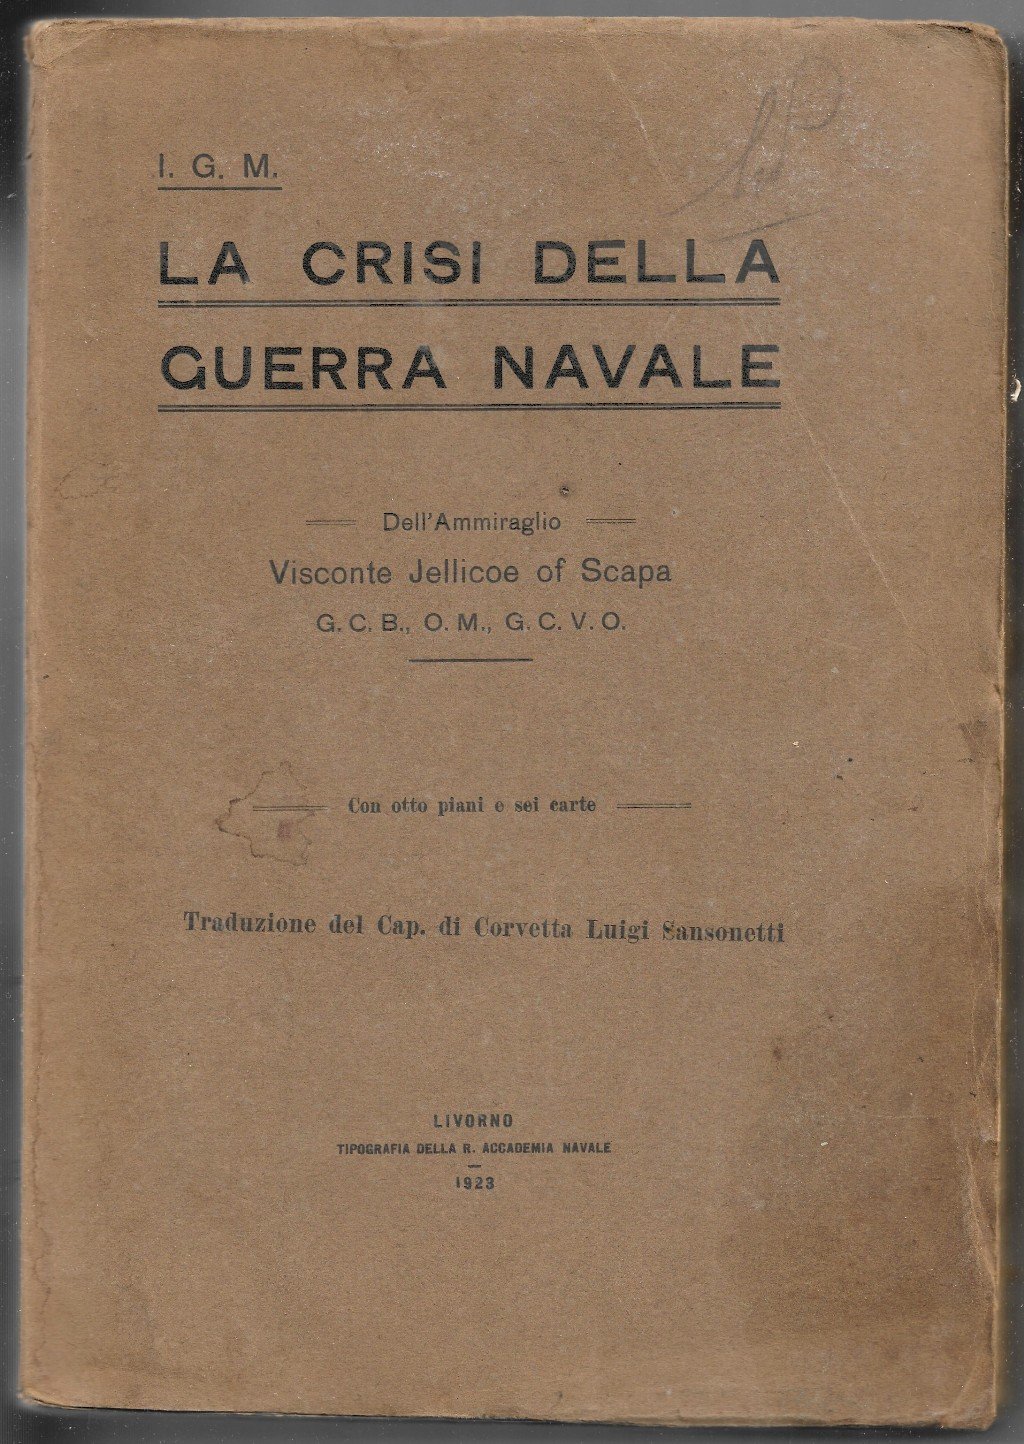 I. G. M.
LA CRISI DELLA
GUERRA NAVALE
Dell'Ammiraglio
Visconte Jellicoe of Scapa
G. C. B., O. M., G. C. V. O.
Con otto piani e sei carte
Traduzione del Cap. di Corvetta Luigi Sansonetti
LIVORNO
TIPOGRAFIA DELLA R. ACCADEMIA NAVALE
1923